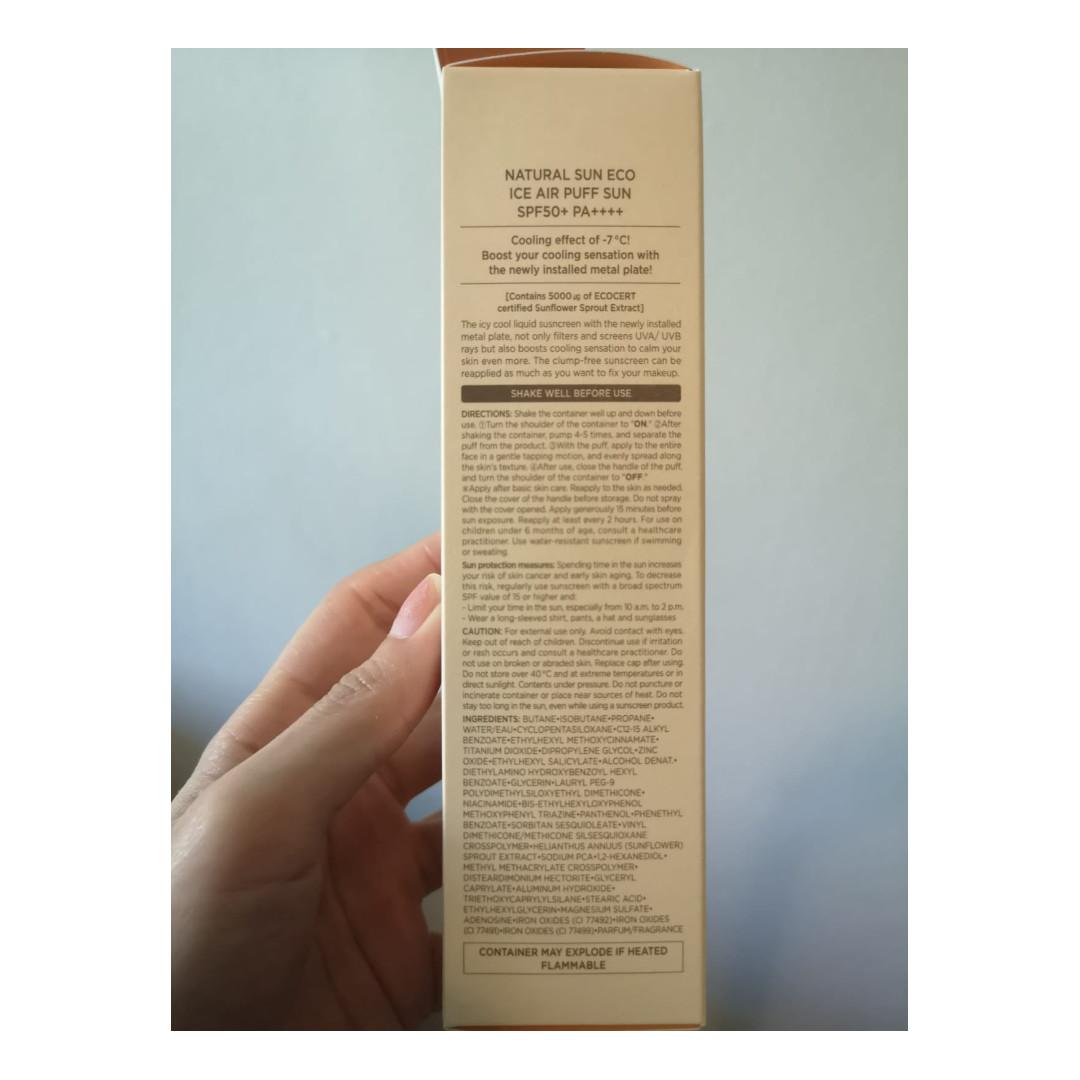 NATURAL SUN ECO
ICE AIR PUFF SUN
SPF50+ PA++++
Cooling effect of -7°C!
Boost your cooling sensation with
the newly installed metal plate!
[Contains 5000㎍ of ECOCERT
certified Sunflower Sprout Extract]
The icy cool liquid susncreen with the newly installed
metal plate, not only filters and screens UVA/ UVB
rays but also boosts cooling sensation to calm your
skin even more. The clump-free sunscreen can be
reapplied as much as you want to fix your makeup.
SHAKE WELL BEFORE USE
DIRECTIONS: Shake the container well up and down before
use. ①Turn the shoulder of the container to "ON." ②After
shaking the container, pump 4-5 times, and separate the
puff from the product. ③With the puff, apply to the entire
face in a gentle tapping motion, and evenly spread along
the skin's texture. ④After use, close the handle of the puff,
and turn the shoulder of the container to "OFF."
※Apply after basic skin care. Reapply to the skin as needed.
Close the cover of the handle before storage. Do not spray
with the cover opened. Apply generously 15 minutes before
sun exposure. Reapply at least every 2 hours. For use on
children under 6 months of age, consult a healthcare
practitioner. Use water-resistant sunscreen if swimming
or sweating.
Sun protection measures: Spending time in the sun increases
your risk of skin cancer and early skin aging. To decrease
this risk, regularly use sunscreen with a broad spectrum
SPF value of 15 or higher and:
- Limit your time in the sun, especially from 10 a.m. to 2 p.m.
- Wear a long-sleeved shirt, pants, a hat and sunglasses
CAUTION: For external use only. Avoid contact with eyes.
Keep out of reach of children. Discontinue use if irritation
or rash occurs and consult a healthcare practitioner. Do
not use on broken or abraded skin. Replace cap after using.
Do not store over 40°C and at extreme temperatures or in
direct sunlight. Contents under pressure. Do not puncture or
incinerate container or place near sources of heat. Do not
stay too long in the sun, even while using a sunscreen product.
INGREDIENTS: BUTANE•ISOBUTANE•PROPANE•
WATER/EAU•CYCLOPENTASILOXANE•C12-15 ALKYL
BENZOATE•ETHYLHEXYL METHOXYCINNAMATE•
TITANIUM DIOXIDE•DIPROPYLENE GLYCOL•ZINC
OXIDE•ETHYLHEXYL SALICYLATE•ALCOHOL DENAT.•
DIETHYLAMINO HYDROXYBENZOYL HEXYL
BENZOATE•GLYCERIN•LAURYL PEG-9
POLYDIMETHYLSILOXYETHYL DIMETHICONE•
NIACINAMIDE•BIS-ETHYLHEXYLOXYPHENOL
METHOXYPHENYL TRIAZINE•PANTHENOL•PHENETHYL
BENZOATE•SORBITAN SESQUIOLEATE•VINYL
DIMETHICONE/METHICONE SILSESQUIOXANE
CROSSPOLYMER•HELIANTHUS ANNUUS (SUNFLOWER)
SPROUT EXTRACT•SODIUM PCA•1,2-HEXANEDIOL•
METHYL METHACRYLATE CROSSPOLYMER•
DISTEARDIMONIUM HECTORITE•GLYCERYL
CAPRYLATE•ALUMINUM HYDROXIDE•
TRIETHOXYCAPRYLYLSILANE•STEARIC ACID•
ETHYLHEXYLGLYCERIN•MAGNESIUM SULFATE•
ADENOSINE•IRON OXIDES (CI 77492)•IRON OXIDES
(CI 77491)•IRON OXIDES (CI 77499)•PARFUM/FRAGRANCE
CONTAINER MAY EXPLODE IF HEATED
FLAMMABLE